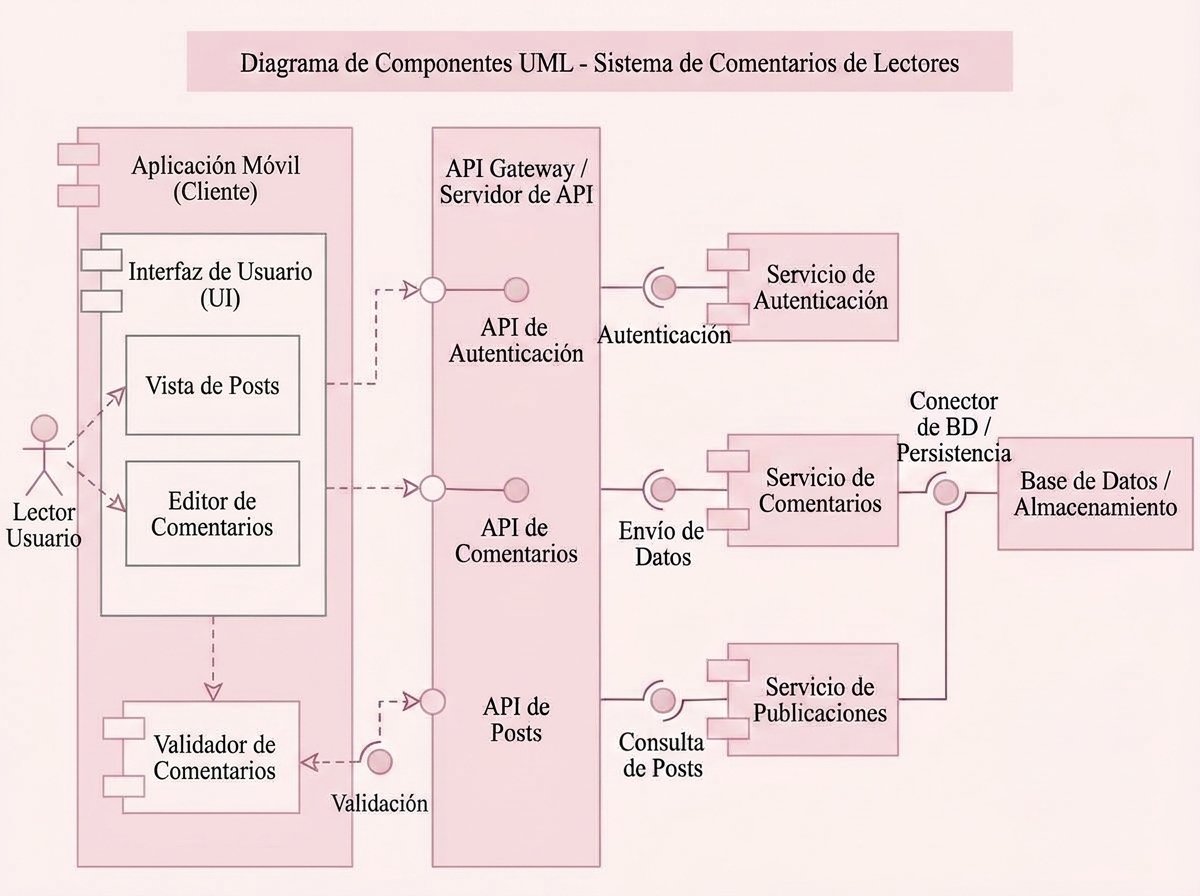 Diagrama de Componentes UML - Sistema de Comentarios de Lectores
Aplicación Móvil
(Cliente)
Interfaz de Usuario
(UI)
Vista de Posts
Editor de
Comentarios
Lector
Usuario
Validador de
Comentarios
Validación
API Gateway /
Servidor de API
API de
Autenticación
API de
Comentarios
API de
Posts
Autenticación
Servicio de
Autenticación
Envío de
Datos
Servicio de
Comentarios
Conector
de BD /
Persistencia
Base de Datos /
Almacenamiento
Consulta
de Posts
Servicio de
Publicaciones